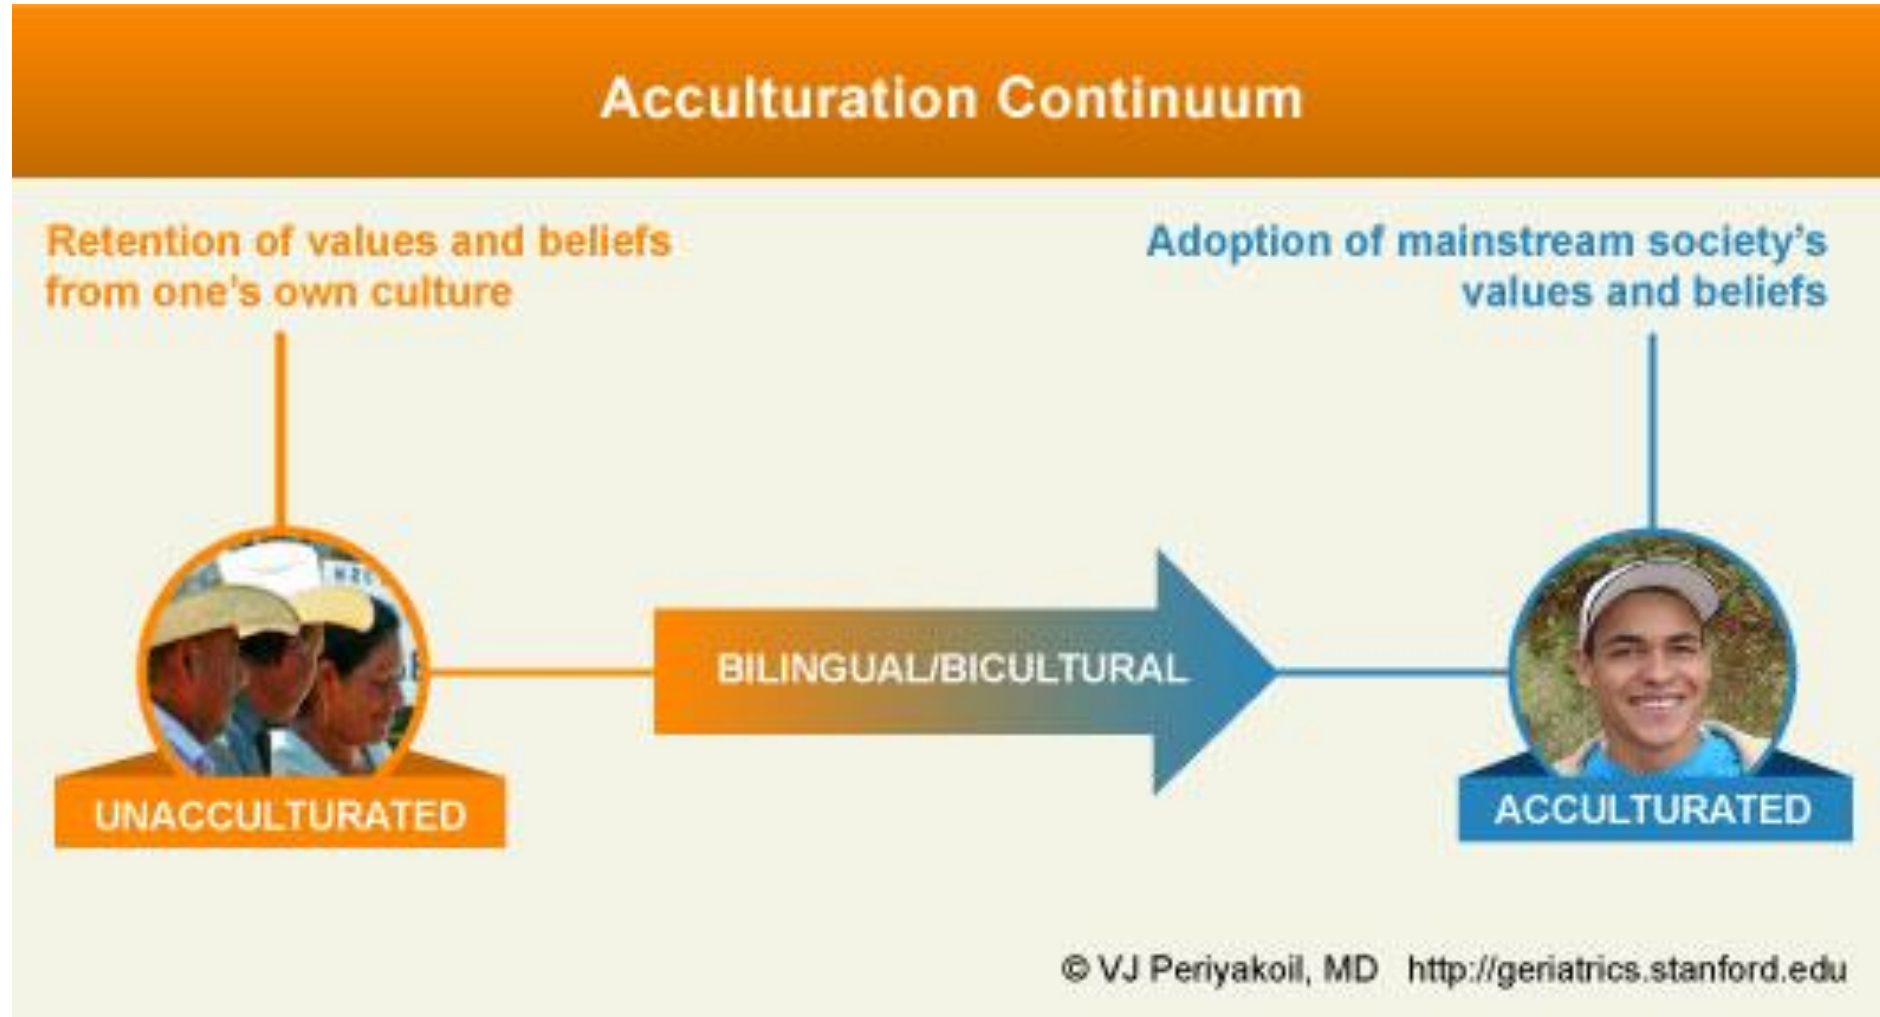 Acculturation Continuum
Retention of values and beliefs
from one's own culture
Adoption of mainstream society's
values and beliefs
BILINGUAL/BICULTURAL
UNACCULTURATED
ACCULTURATED
© VJ Periyakoil, MD http://geriatrics.stanford.edu